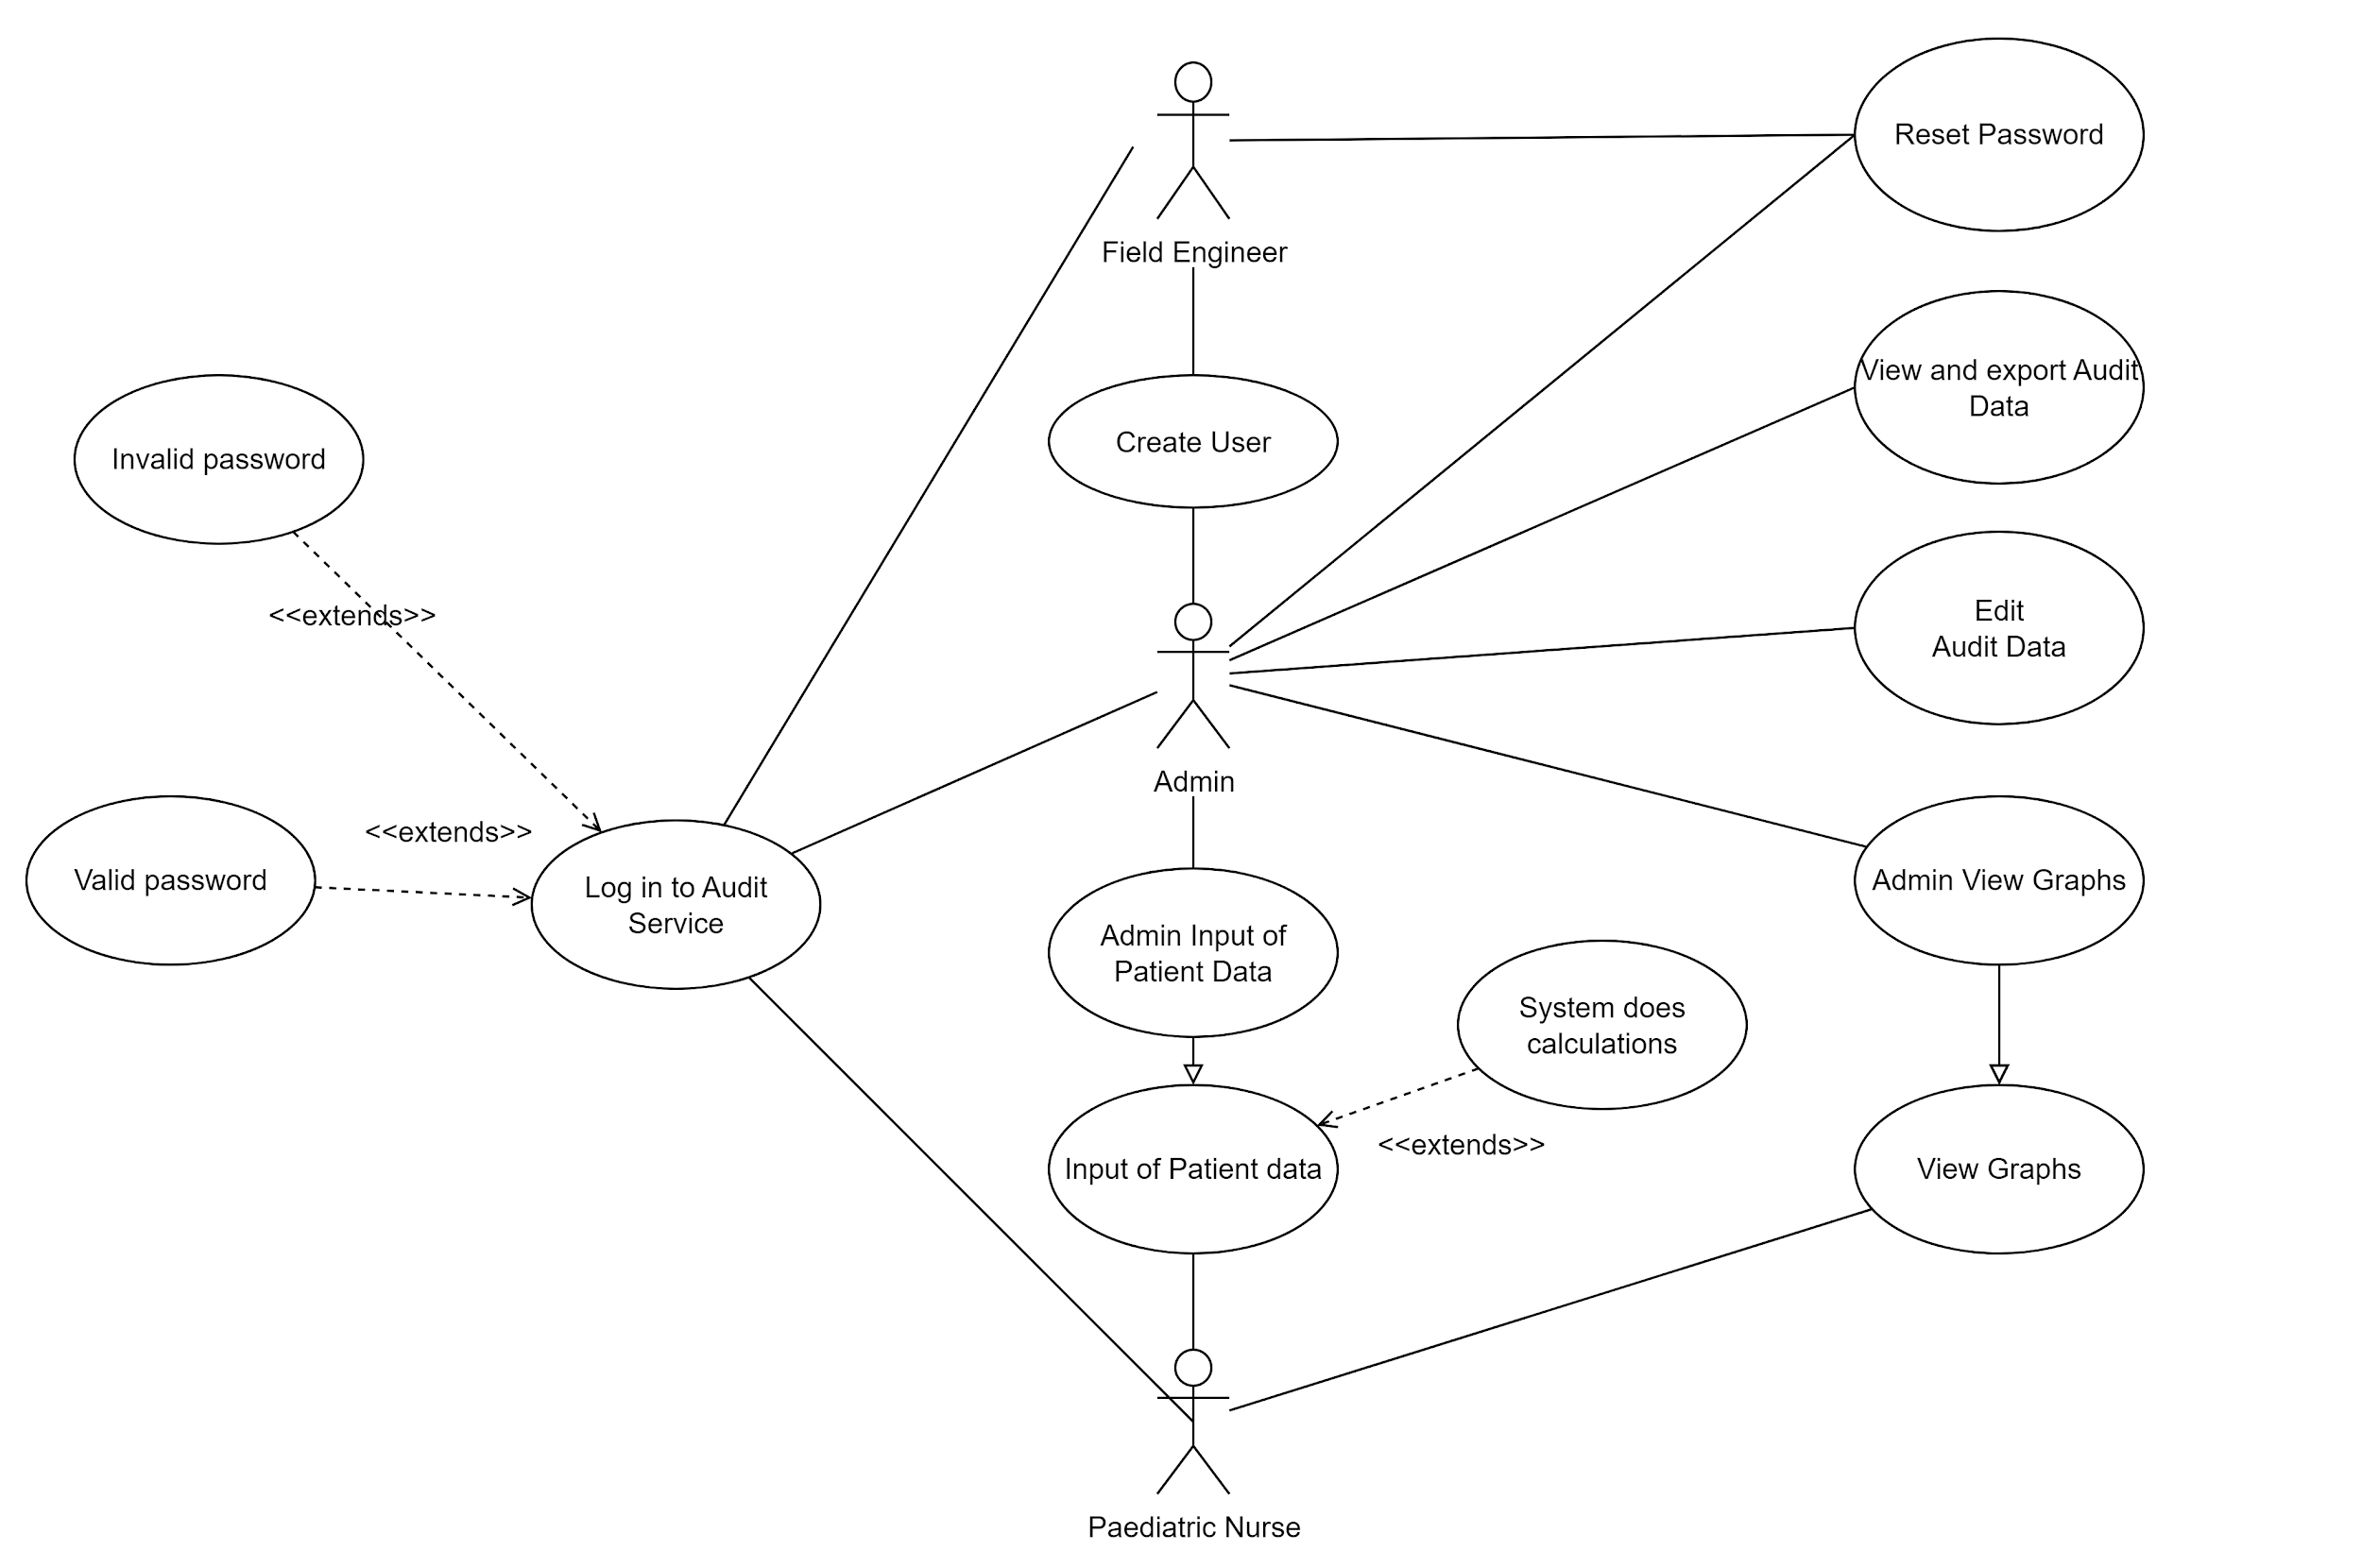 Reset Password
Field Engineer
View and export Audit
Data
Create User
Invalid password
<<extends>>
Edit
Audit Data
Admin
<<extends>>
Valid password
Log in to Audit
Service
Admin View Graphs
Admin Input of
Patient Data
System does
calculations
<<extends>>
Input of Patient data
View Graphs
Paediatric Nurse